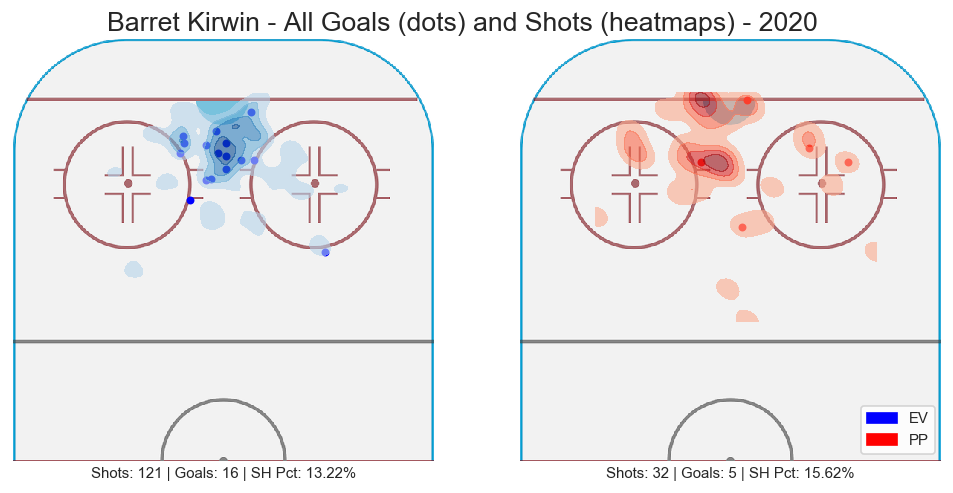 Barret Kirwin - All Goals (dots) and Shots (heatmaps) - 2020
EV
PP
Shots: 121 | Goals: 16 | SH Pct: 13.22%
Shots: 32 | Goals: 5 | SH Pct: 15.62%